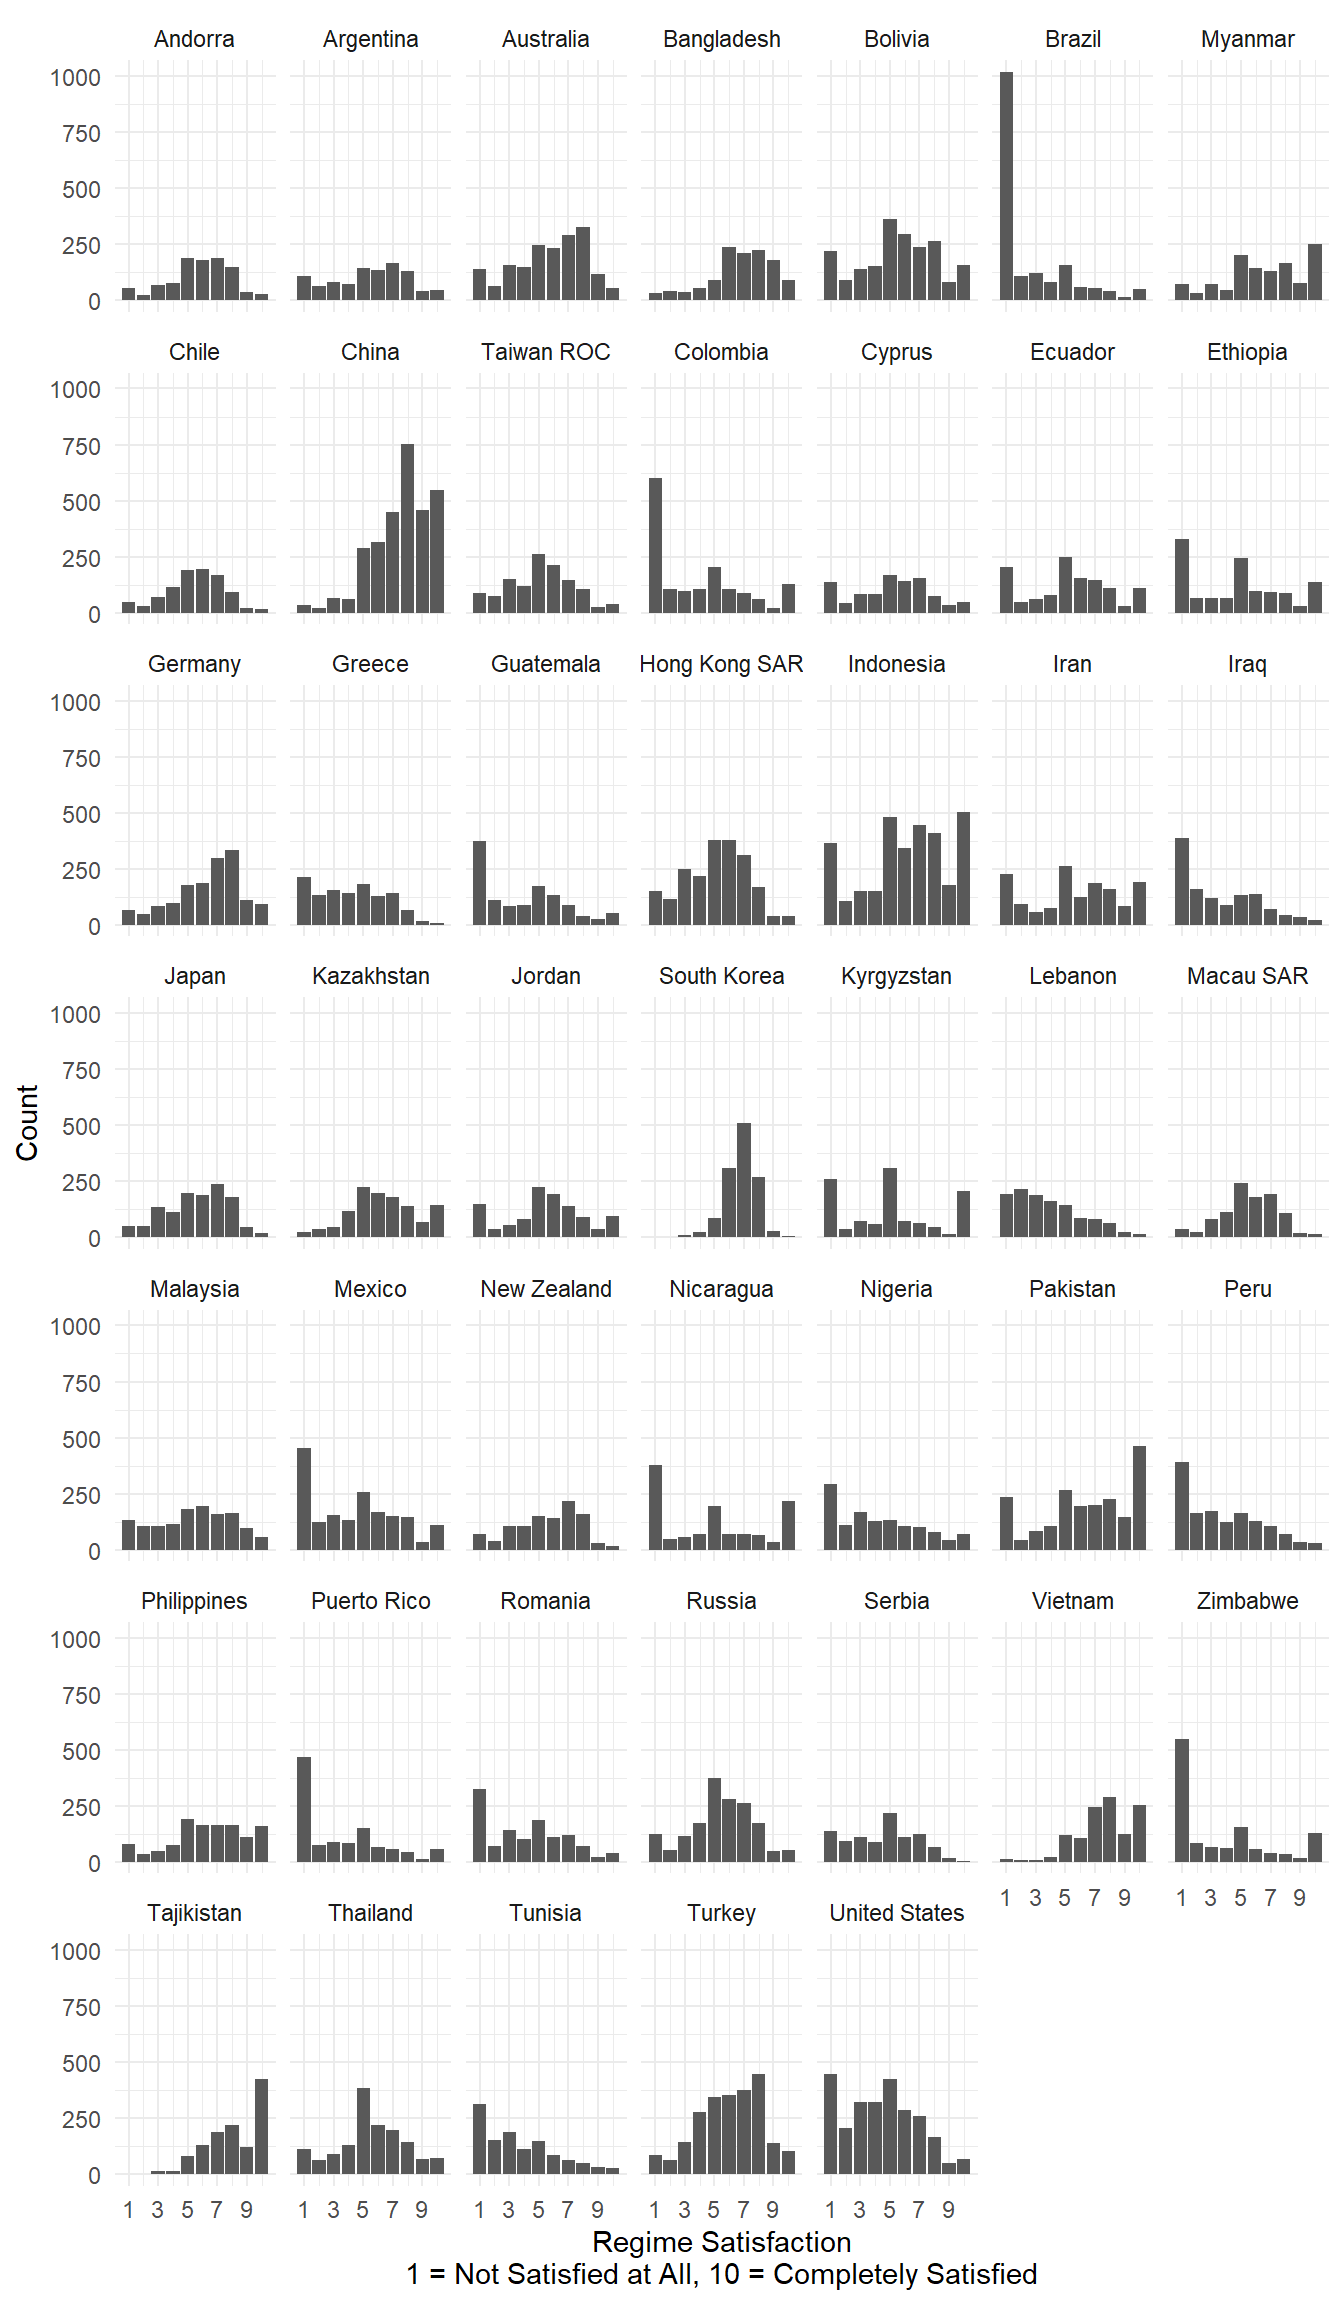 Andorra Argentina Australia Bangladesh Bolivia Brazil Myanmar
1000
750
500
250
0
Chile China Taiwan ROC Colombia Cyprus Ecuador Ethiopia
1000
750
500
250
0
Germany Greece Guatemala Hong Kong SAR Indonesia Iran Iraq
1000
750
500
250
0
Japan Kazakhstan Jordan South Korea Kyrgyzstan Lebanon Macau SAR
1000
750
500
250
0
Count
Malaysia Mexico New Zealand Nicaragua Nigeria Pakistan Peru
1000
750
500
250
0
Philippines Puerto Rico Romania Russia Serbia Vietnam Zimbabwe
1000
750
500
250
0
1 3 5 7 9 1 3 5 7 9
Tajikistan Thailand Tunisia Turkey United States
1000
750
500
250
0
1 3 5 7 9 1 3 5 7 9 1 3 5 7 9 1 3 5 7 9 1 3 5 7 9
Regime Satisfaction
1 = Not Satisfied at All, 10 = Completely Satisfied